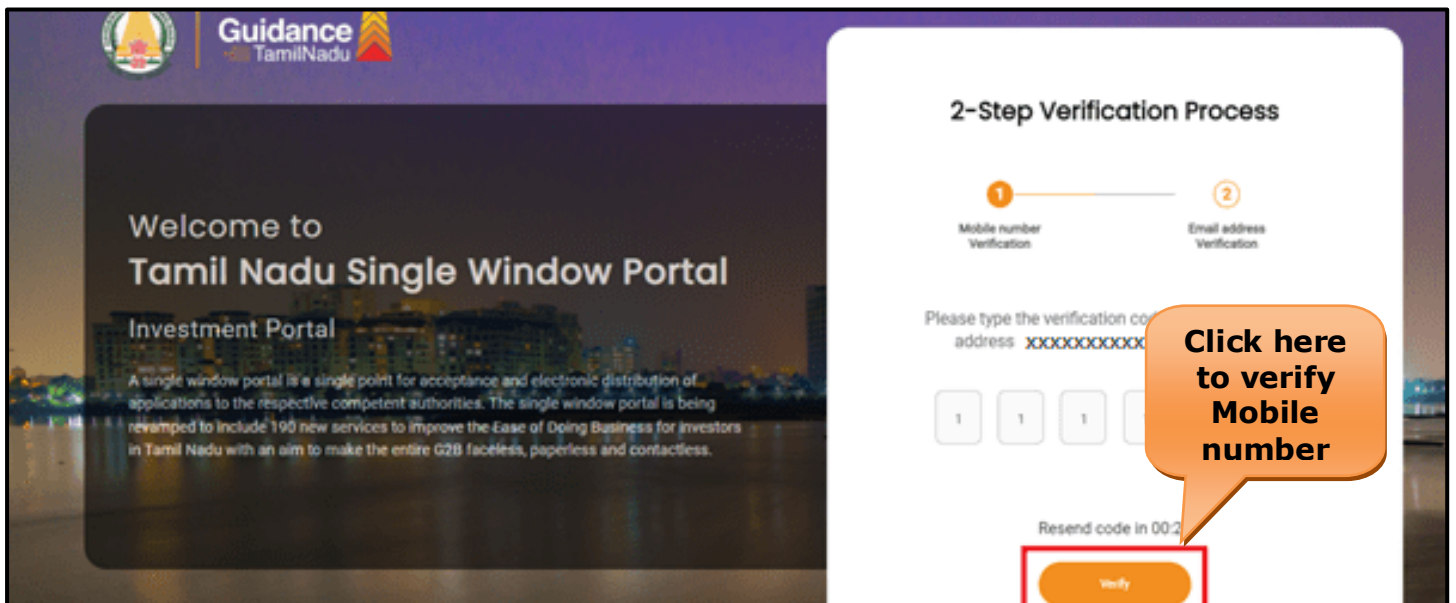 Guidance
TamilNadu
Welcome to
Tamil Nadu Single Window Portal
Investment Portal
A single window portal is a single point for acceptance and electronic distribution of
applications to the respective competent authorities. The single window portal is being
revamped to include 190 new services to improve the Ease of Doing Business for investors
in Tamil Nadu with an aim to make the entire G2B faceless, paperless and contactless.
2-Step Verification Process
1
2
Mobile number
Verification
Email address
Verification
Please type the verification
address xxxxxxxxxx
1 1 1
Click here
to verify
Mobile
number
Resend code in 00:2
Verify